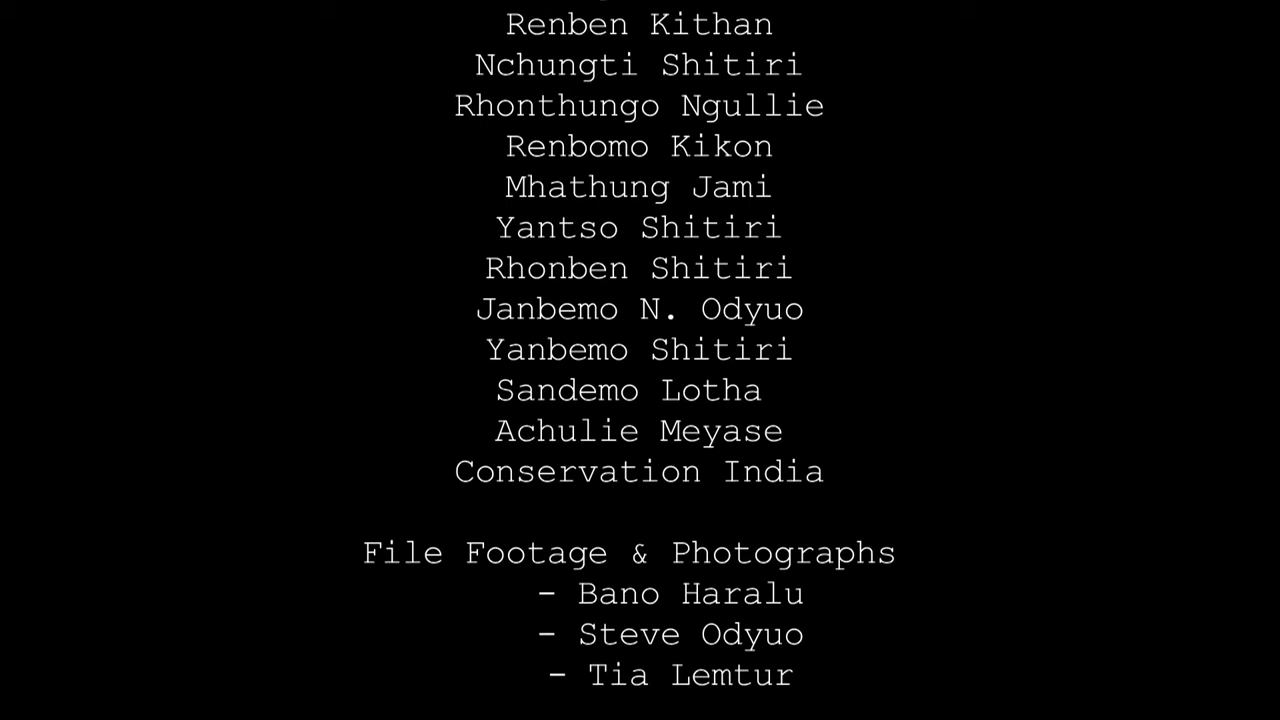 Renben Kithan
Nchungti Shitiri
Rhonthungo Ngullie
Renbomo Kikon
Mhathung Jami
Yantso Shitiri
Rhonben Shitiri
Janbemo N. Odyuo
Yanbemo Shitiri
Sandemo Lotha
Achulie Meyase
Conservation India
File Footage & Photographs
- Bano Haralu
- Steve Odyuo
- Tia Lemtur